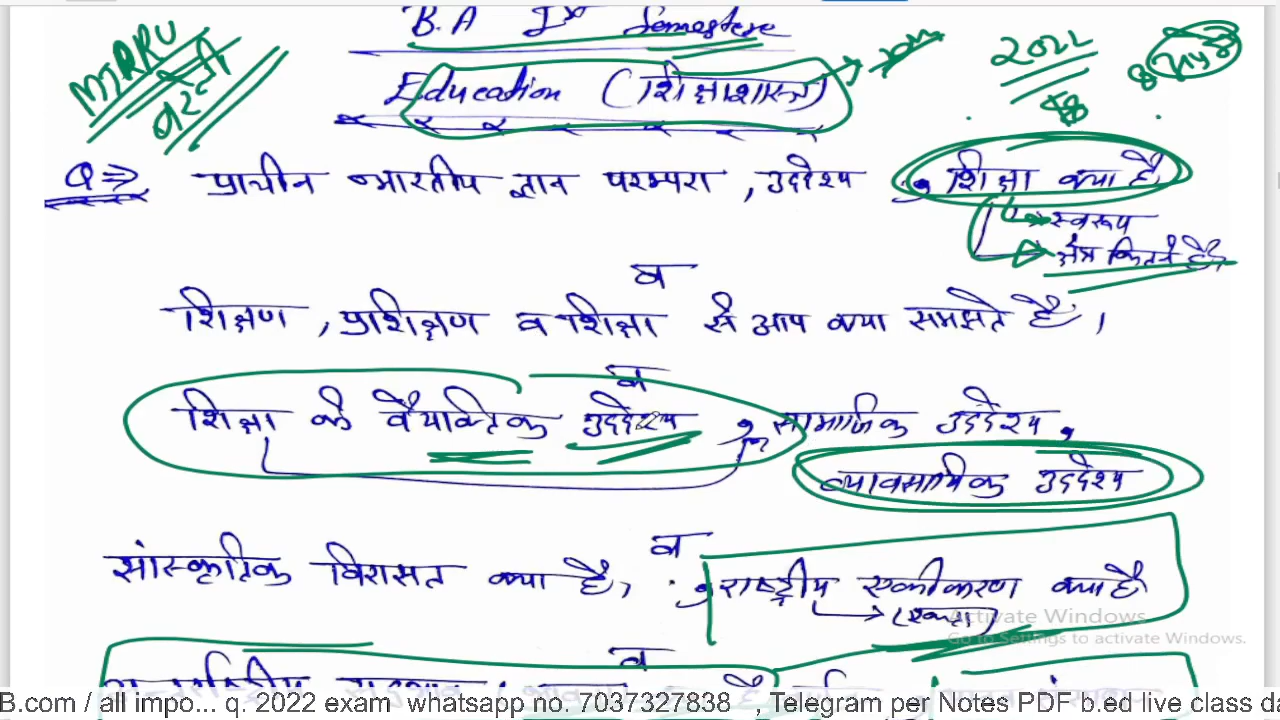 B.A Ist Semestere
MJPRU
बरेली
Education (शिक्षाशास्त्र)
2022
Q⇒ प्राचीन भारतीय ज्ञान परम्परा, उद्देश्य, शिक्षा क्या है
स्वरूप
क्षेत्र कितने है
व
शिक्षण, प्रशिक्षण व शिक्षा से आप क्या समझते है।
व
शिक्षा के वैयक्तिक उद्देश्य, सामाजिक उद्देश्य,
व्यावसायिक उद्देश्य
व
सांस्कृतिक विरासत क्या है, राष्ट्रीय एकीकरण क्या है
Activate Windows
Go to Settings to activate Windows.
व
B.com / all impo... q. 2022 exam whatsapp no. 7037327838 , Telegram per Notes PDF b.ed live class da